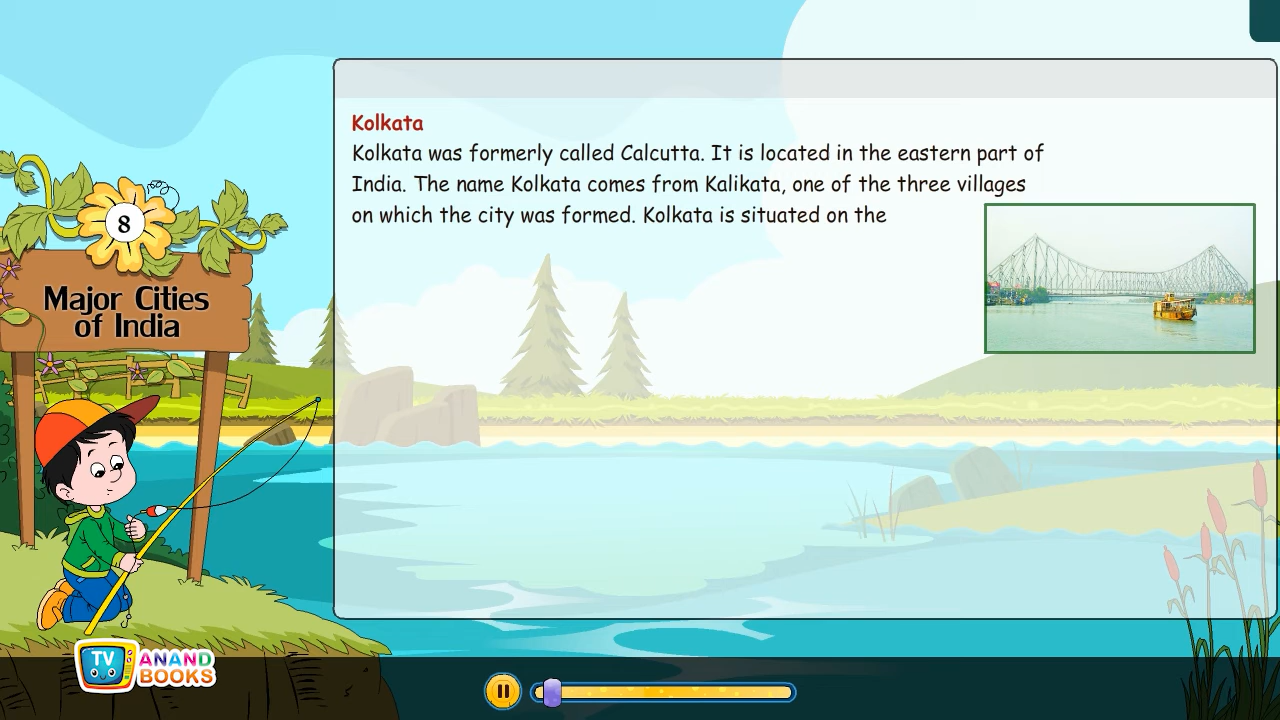 Kolkata
Kolkata was formerly called Calcutta. It is located in the eastern part of
India. The name Kolkata comes from Kalikata, one of the three villages
on which the city was formed. Kolkata is situated on the
8
Major Cities
of India
TV
ANAND
BOOKS